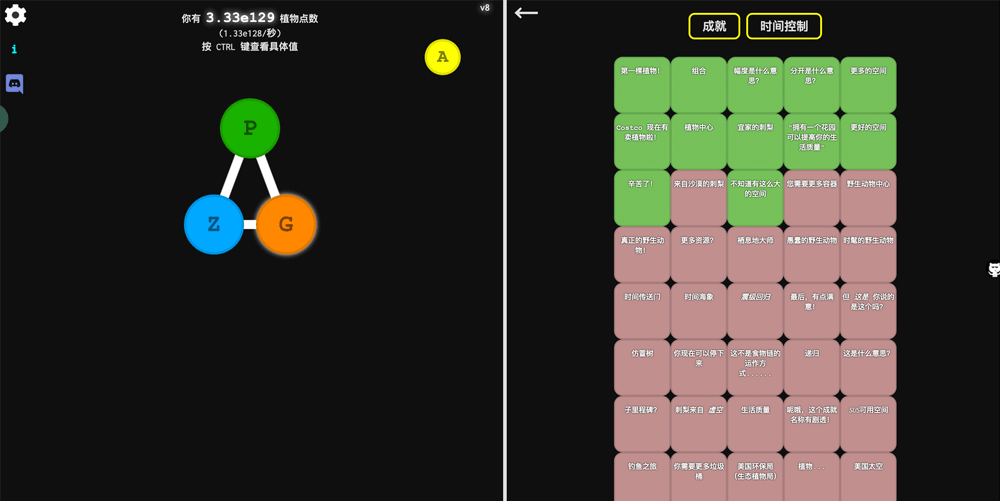 你有 3.33e129 植物点数
(1.33e128/秒)
按 CTRL 键查看具体值
v8
i
A
P
Z
G
成就
时间控制
第一棵植物!
组合
幅度是什么意思?
分开是什么意思?
更多的空间
Costco 现在有卖植物啦!
植物中心
宜家的刺梨
"拥有一个花园可以提高你的生活质量"
更好的空间
辛苦了!
来自沙漠的刺梨
不知道有这么大的空间
您需要更多容器
野生动物中心
真正的野生动物!
更多资源?
栖息地大师
愚蠢的野生动物
时髦的野生动物
时间传送门
时间海象
属级回归
最后，有点满意!
但 这是 你说的是这个吗?
仿冒树
你现在可以停下来
这不是食物链的运作方式......
递归
这是什么意思?
子里程碑?
刺梨来自 虚空
生活质量
呃哦，这个成就名称有剧透!
SUS可用空间
钓鱼之旅
你需要更多垃圾桶
美国环保局(生态植物局)
植物...
美国太空